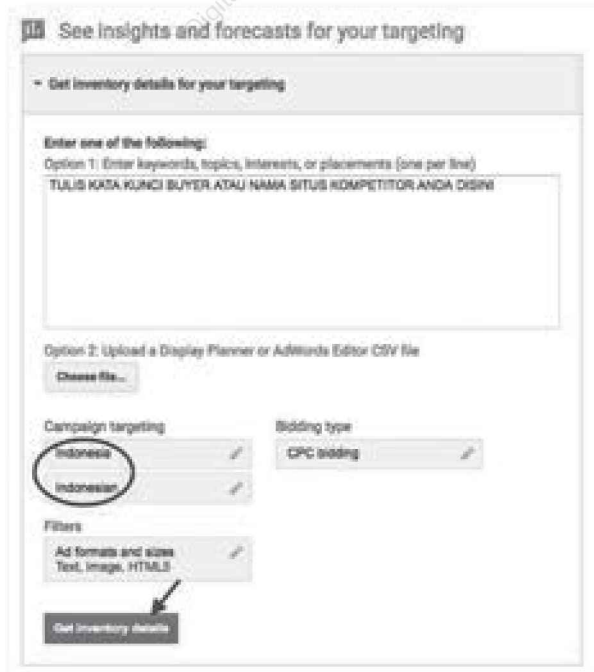 See insights and forecasts for your targeting
Get inventory details for your targeting
Enter one of the following:
Option 1: Enter keywords, topics, interests, or placements (one per line)
TULIS KATA KUNCI BUYER ATAU NAMA SITUS KOMPETITOR ANDA DISINI
Option 2: Upload a Display Planner or AdWords Editor CSV file
Choose file...
Campaign targeting
Bidding type
Indonesia
CPC bidding
Indonesian
Filters
Ad formats and sizes
Text, image, HTML5
Get inventory details